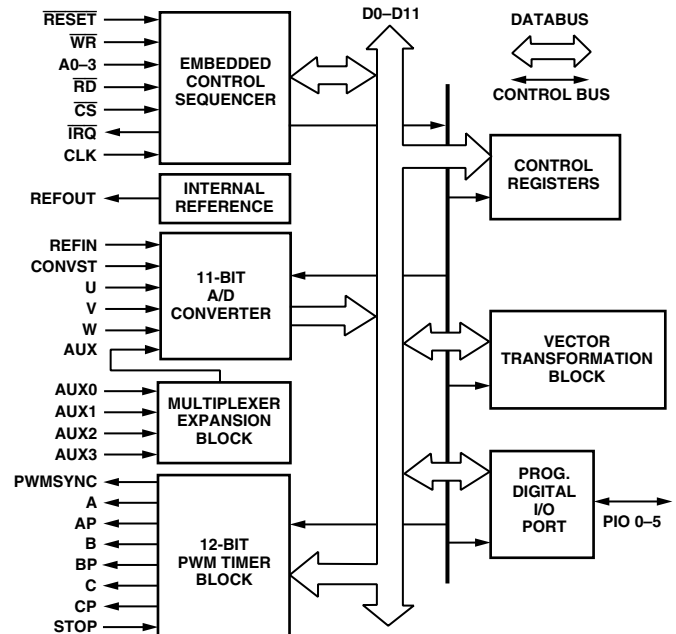 D0–D11
RESET
WR
A0–3
RD
CS
IRQ
CLK
EMBEDDED
CONTROL
SEQUENCER
DATABUS
CONTROL BUS
REFOUT
INTERNAL
REFERENCE
CONTROL
REGISTERS
REFIN
CONVST
U
V
W
AUX
11-BIT
A/D
CONVERTER
VECTOR
TRANSFORMATION
BLOCK
AUX0
AUX1
AUX2
AUX3
MULTIPLEXER
EXPANSION
BLOCK
PWMSYNC
A
AP
B
BP
C
CP
STOP
12-BIT
PWM TIMER
BLOCK
PROG.
DIGITAL
I/O
PORT
PIO 0–5